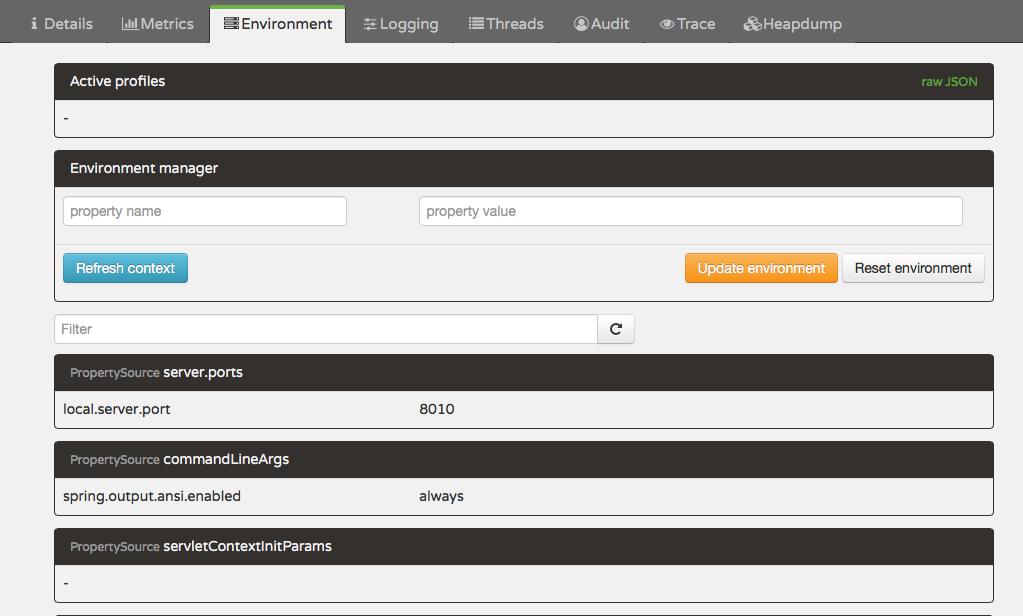 Details Metrics Environment Logging Threads Audit Trace Heapdump
Active profiles raw JSON
-
Environment manager
property name property value
Refresh context Update environment Reset environment
Filter
PropertySource server.ports
local.server.port 8010
PropertySource commandLineArgs
spring.output.ansi.enabled always
PropertySource servletContextInitParams
-